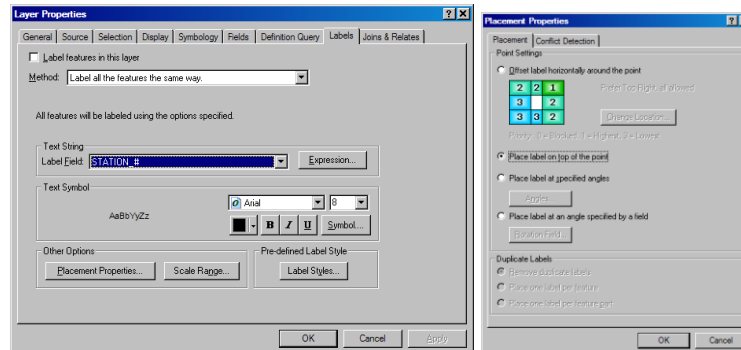 Layer Properties
General Source Selection Display Symbology Fields Definition Query Labels Joins & Relates
Label features in this layer
Method: Label all the features the same way.
All features will be labeled using the options specified.
Text String
Label Field: STATION_# Expression...
Text Symbol
AaBbYyZz
Arial 8
B I U Symbol...
Other Options
Placement Properties... Scale Range...
Pre-defined Label Style
Label Styles...
OK Cancel Apply
Placement Properties
Placement Conflict Detection
Point Settings
Offset label horizontally around the point
2 2 1
3 2
3 3 2
Prefer Top Right, all allowed
Change Location...
Priority: 0 = Blocked, 1 = Highest, 3 = Lowest
Place label on top of the point
Place label at specified angles
Angles...
Place label at an angle specified by a field
Rotation Field...
Duplicate Labels
Remove duplicate labels
Place one label per feature
Place one label per feature part
OK Cancel